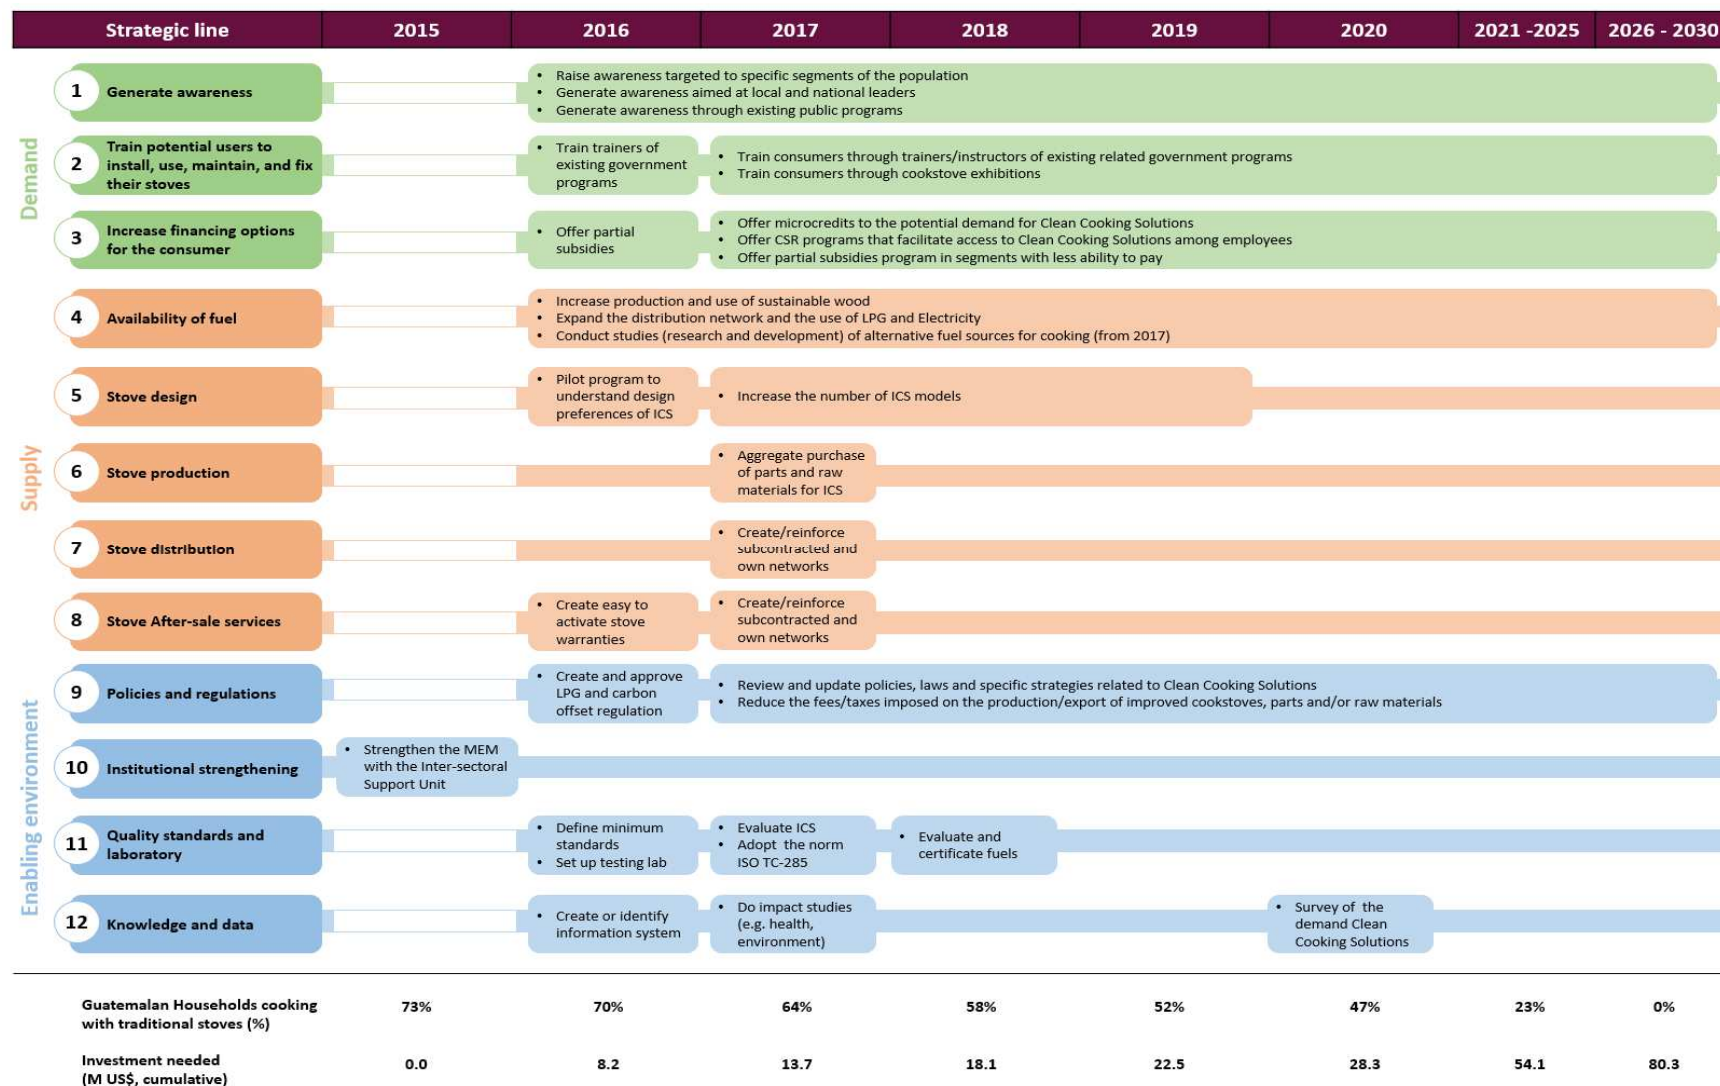 Strategic line 2015 2016 2017 2018 2019 2020 2021 -2025 2026 - 2030
Demand
1 Generate awareness
• Raise awareness targeted to specific segments of the population
• Generate awareness aimed at local and national leaders
• Generate awareness through existing public programs
2 Train potential users to
install, use, maintain, and fix
their stoves
• Train trainers of
existing government
programs
• Train consumers through trainers/instructors of existing related government programs
• Train consumers through cookstove exhibitions
3 Increase financing options
for the consumer
• Offer partial
subsidies
• Offer microcredits to the potential demand for Clean Cooking Solutions
• Offer CSR programs that facilitate access to Clean Cooking Solutions among employees
• Offer partial subsidies program in segments with less ability to pay
Supply
4 Availability of fuel
• Increase production and use of sustainable wood
• Expand the distribution network and the use of LPG and Electricity
• Conduct studies (research and development) of alternative fuel sources for cooking (from 2017)
5 Stove design
• Pilot program to
understand design
preferences of ICS
• Increase the number of ICS models
6 Stove production
• Aggregate purchase
of parts and raw
materials for ICS
7 Stove distribution
• Create/reinforce
subcontracted and
own networks
8 Stove After-sale services
• Create easy to
activate stove
warranties
• Create/reinforce
subcontracted and
own networks
Enabling environment
9 Policies and regulations
• Create and approve
LPG and carbon
offset regulation
• Review and update policies, laws and specific strategies related to Clean Cooking Solutions
• Reduce the fees/taxes imposed on the production/export of improved cookstoves, parts and/or raw materials
10 Institutional strengthening
• Strengthen the MEM
with the Inter-sectoral
Support Unit
11 Quality standards and
laboratory
• Define minimum
standards
• Set up testing lab
• Evaluate ICS
• Adopt the norm
ISO TC-285
• Evaluate and
certificate fuels
12 Knowledge and data
• Create or identify
information system
• Do impact studies
(e.g. health,
environment)
• Survey of the
demand Clean
Cooking Solutions
Guatemalan Households cooking
with traditional stoves (%)
73% 70% 64% 58% 52% 47% 23% 0%
Investment needed
(M US$, cumulative)
0.0 8.2 13.7 18.1 22.5 28.3 54.1 80.3